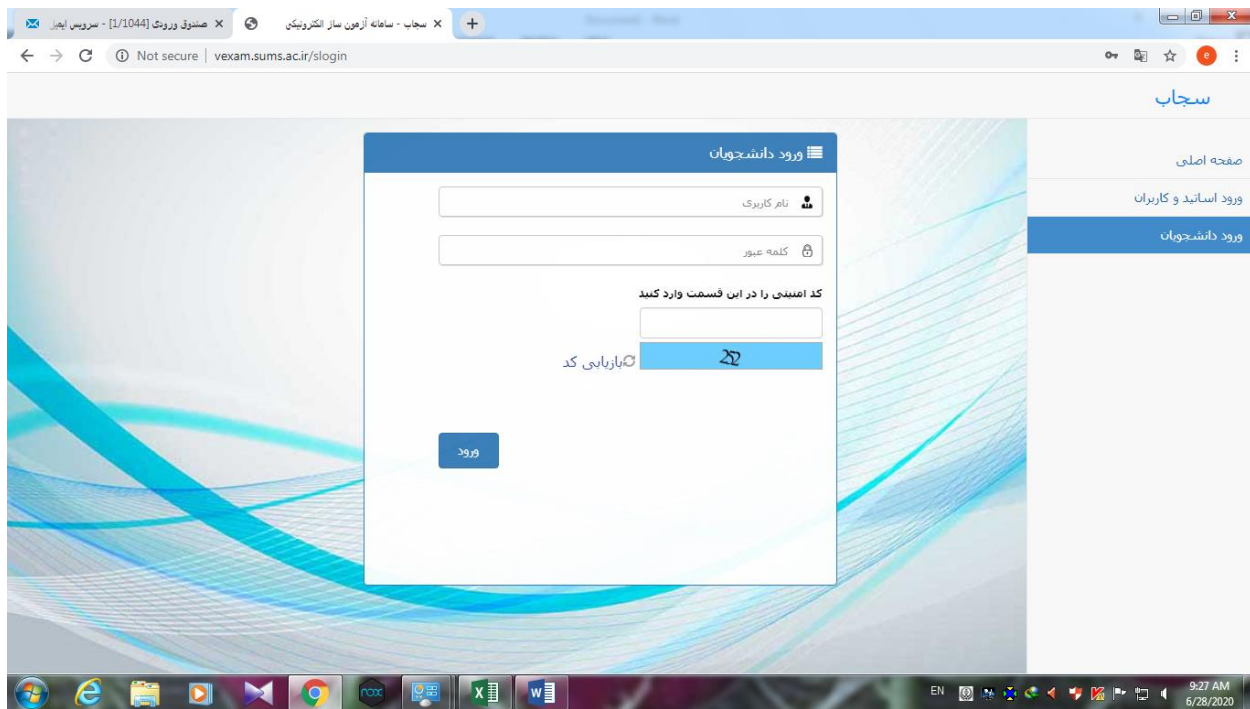 صندوق ورودی [1/1044] - سرویس ایمیل
سجاب - سامانه آزمون ساز الکترونیکی
Not secure | vexam.sums.ac.ir/slogin
e
سجاب
صفحه اصلی
ورود اساتید و کاربران
ورود دانشجویان
ورود دانشجویان
نام کاربری
کلمه عبور
کد امنیتی را در این قسمت وارد کنید
بازیابی کد
ورود
nox
EN
9:27 AM
6/28/2020